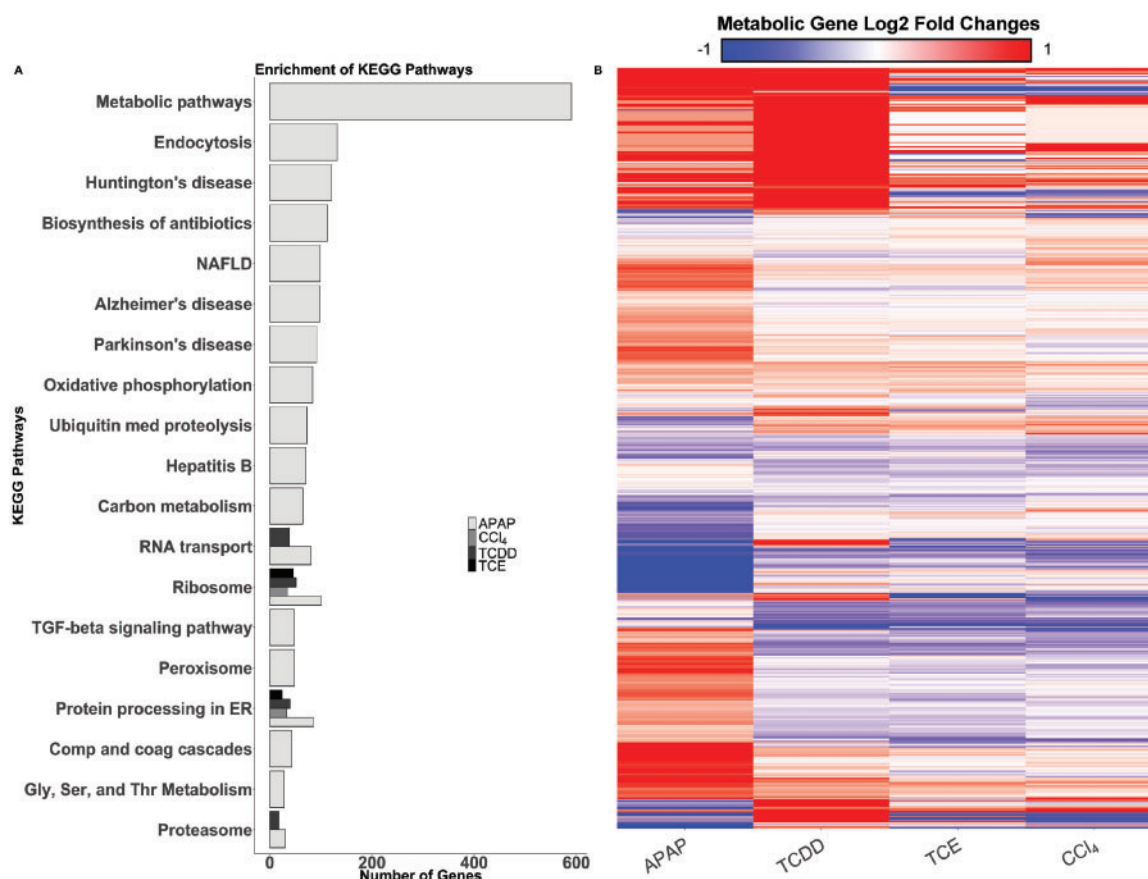 Metabolic Gene Log2 Fold Changes
-1 1
A
Enrichment of KEGG Pathways
B
Metabolic pathways
Endocytosis
Huntington's disease
Biosynthesis of antibiotics
NAFLD
Alzheimer's disease
Parkinson's disease
Oxidative phosphorylation
Ubiquitin med proteolysis
Hepatitis B
Carbon metabolism
RNA transport
Ribosome
TGF-beta signaling pathway
Peroxisome
Protein processing in ER
Comp and coag cascades
Gly, Ser, and Thr Metabolism
Proteasome
KEGG Pathways
APAP
CCl₄
TCDD
TCE
0 200 400 600
Number of Genes
APAP TCDD TCE CCl₄